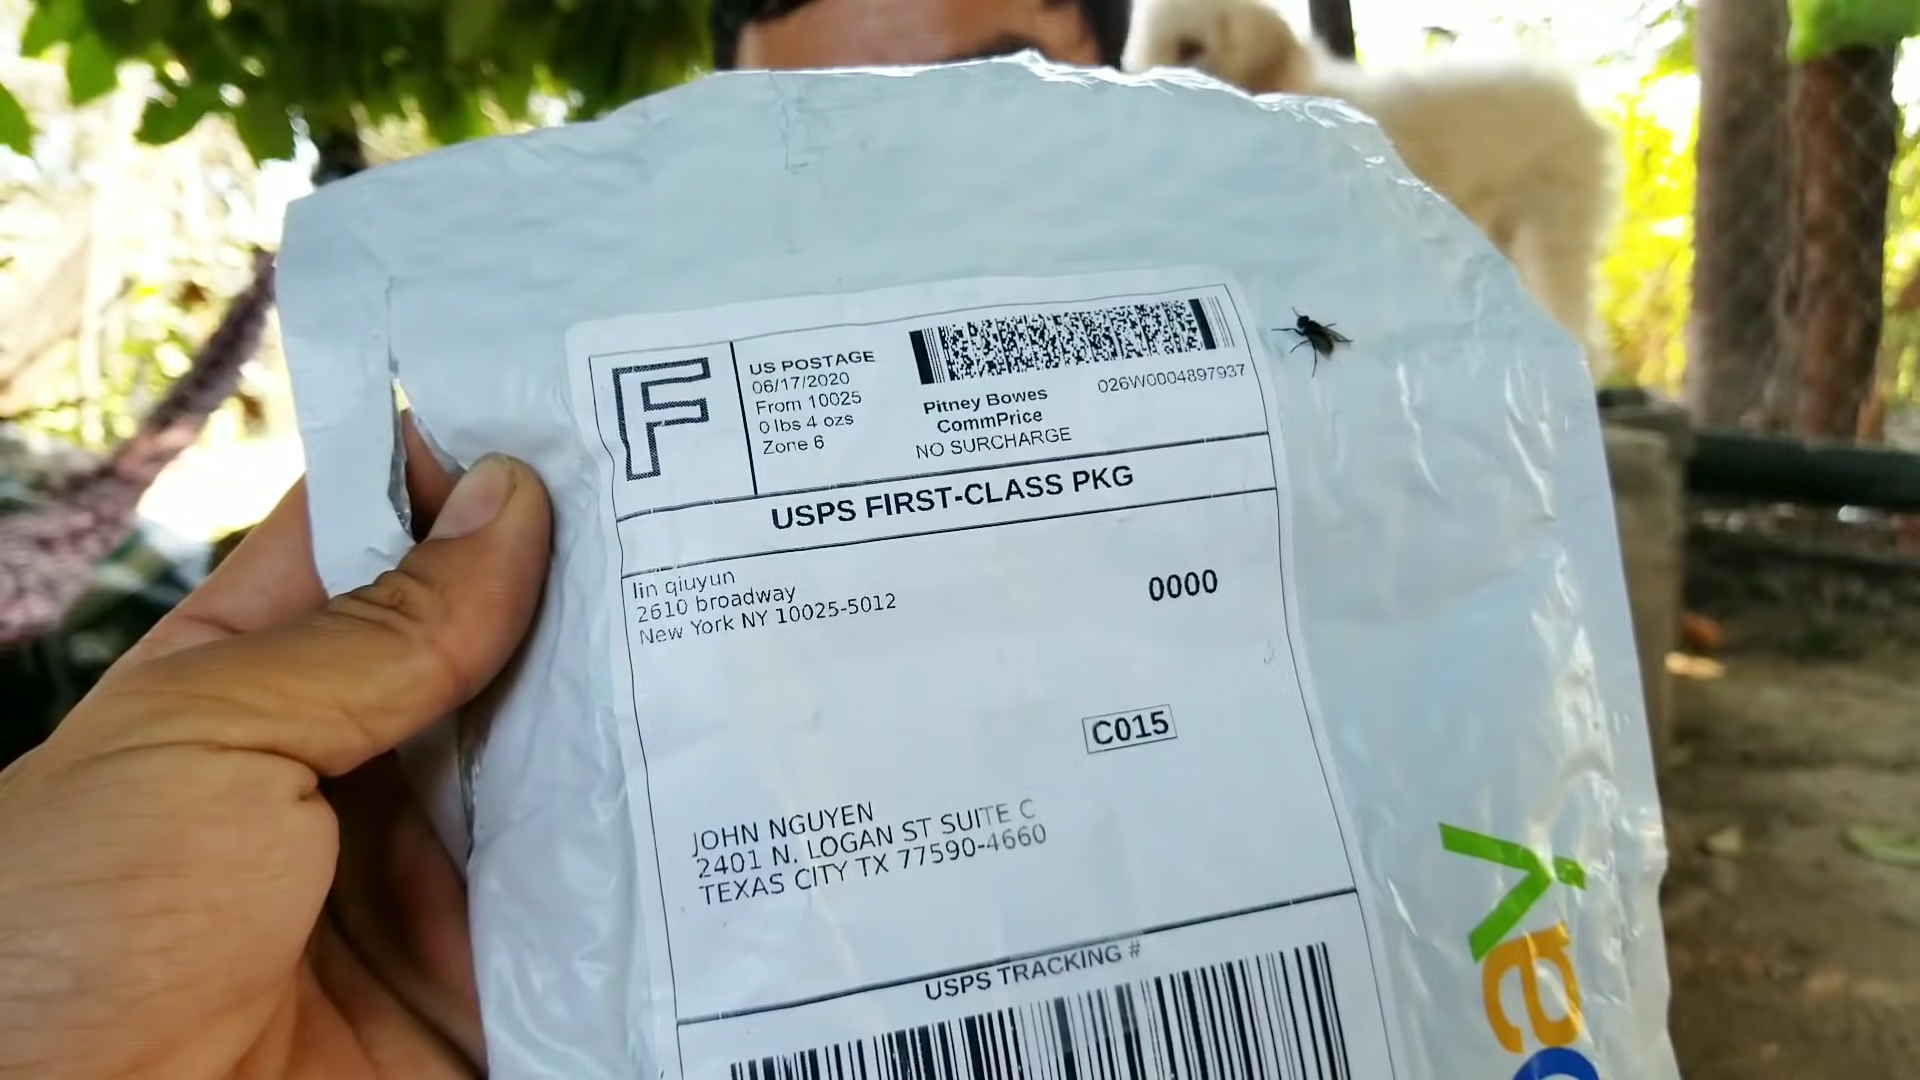 F
US POSTAGE
06/17/2020
From 10025
0 lbs 4 ozs
Zone 6
Pitney Bowes
CommPrice
NO SURCHARGE
026W0004897937
USPS FIRST-CLASS PKG
lin qiuyun
2610 broadway
New York NY 10025-5012
0000
C015
JOHN NGUYEN
2401 N. LOGAN ST SUITE C
TEXAS CITY TX 77590-4660
USPS TRACKING #
bay